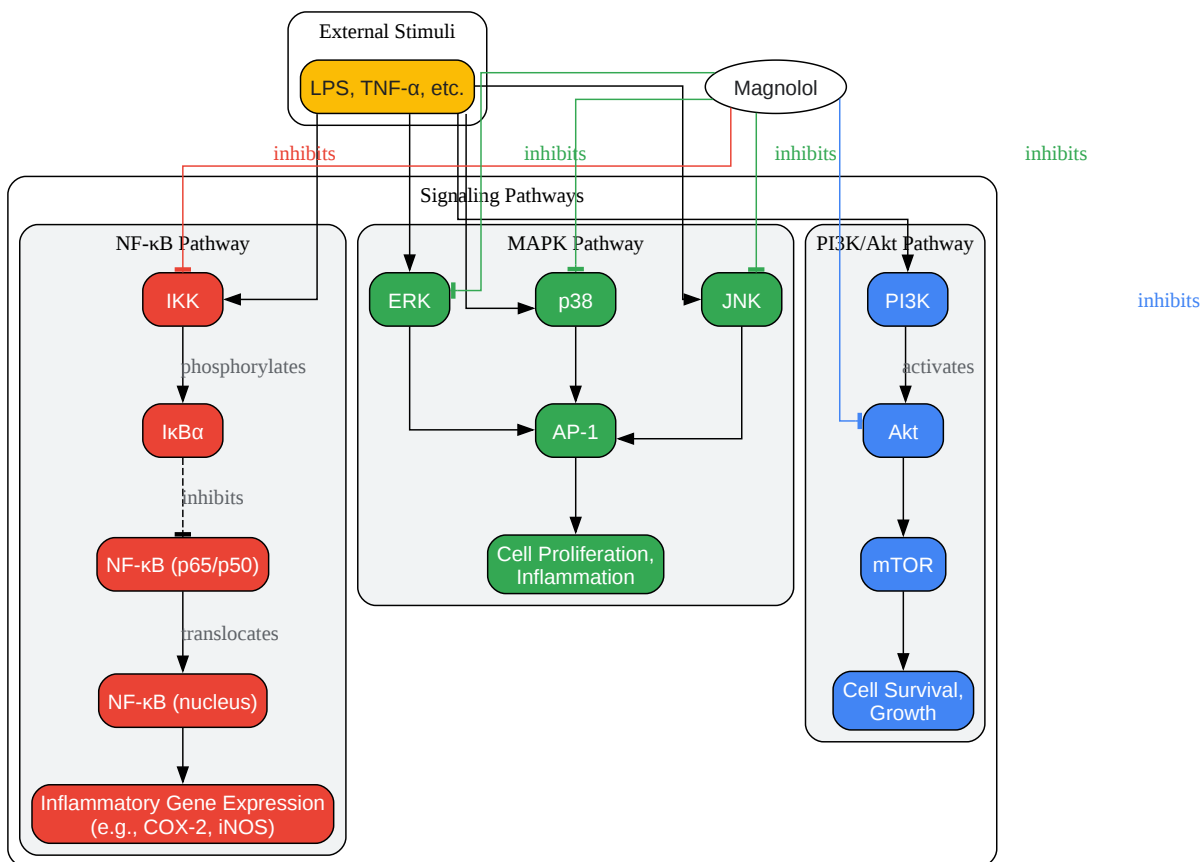 External Stimuli
LPS, TNF-α, etc.
Magnolol
inhibits
inhibits
inhibits
inhibits
Signaling Pathways
NF-κB Pathway
MAPK Pathway
PI3K/Akt Pathway
IKK
ERK
p38
JNK
PI3K
inhibits
phosphorylates
activates
IκBα
AP-1
Akt
inhibits
NF-κB (p65/p50)
Cell Proliferation,
Inflammation
mTOR
translocates
NF-κB (nucleus)
Cell Survival,
Growth
Inflammatory Gene Expression
(e.g., COX-2, iNOS)